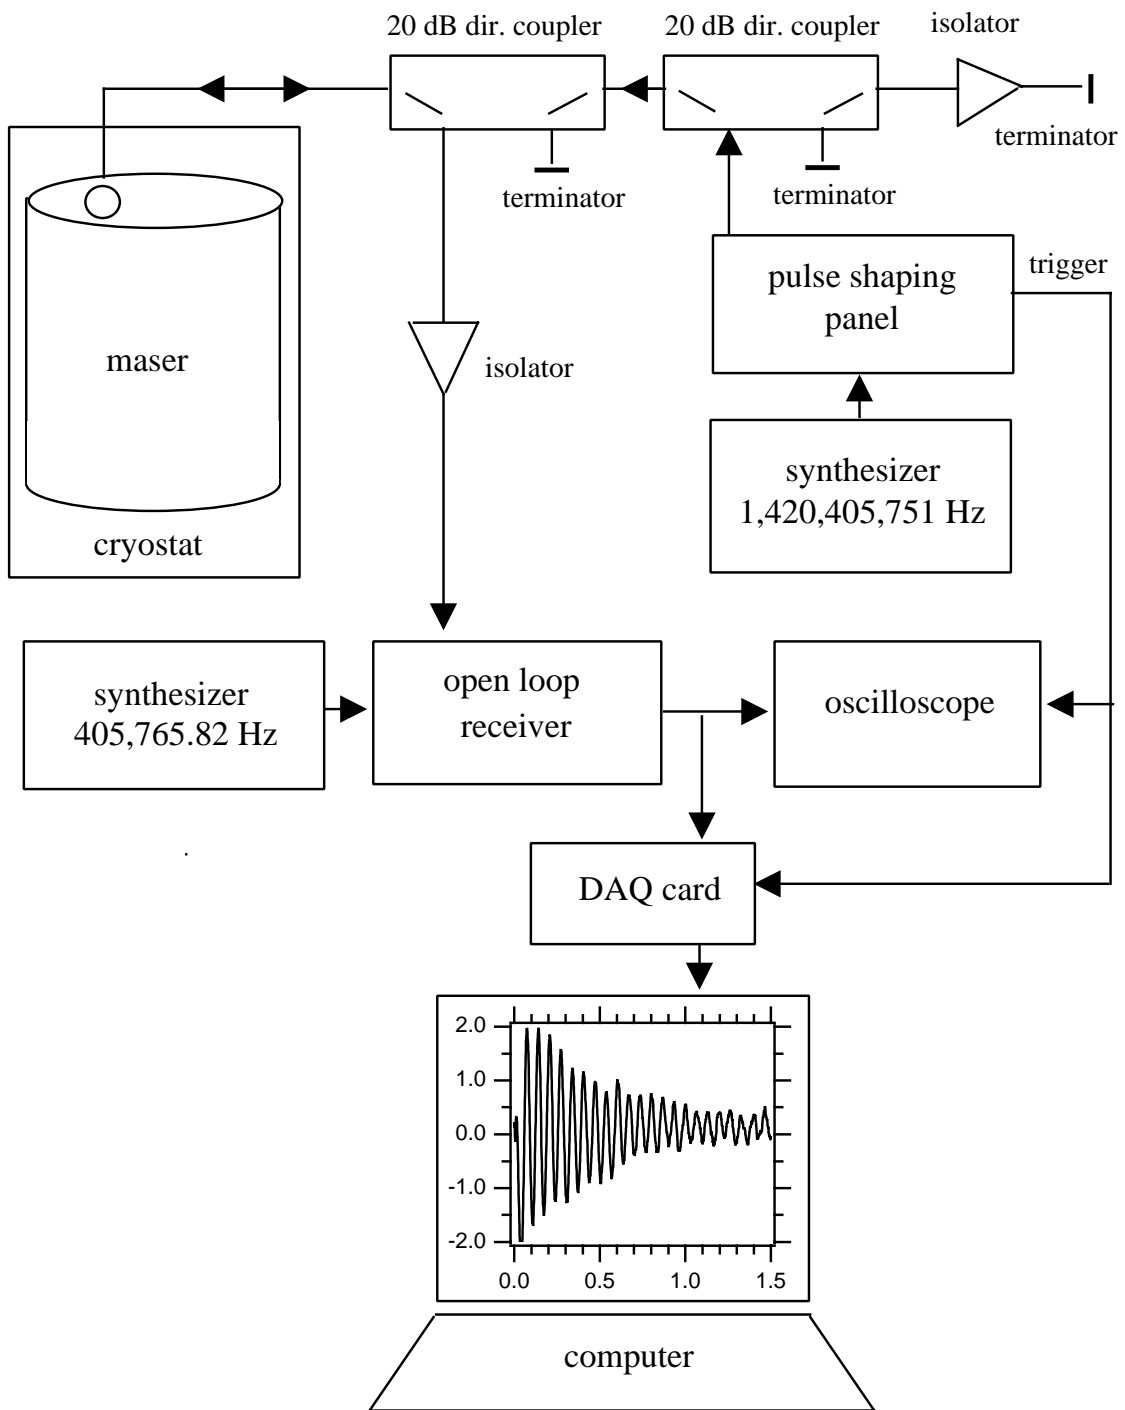 20 dB dir. coupler
20 dB dir. coupler
isolator
terminator
terminator
terminator
pulse shaping
panel
trigger
maser
isolator
synthesizer
1,420,405,751 Hz
cryostat
synthesizer
405,765.82 Hz
open loop
receiver
oscilloscope
DAQ card
2.0
1.0
0.0
-1.0
-2.0
0.0
0.5
1.0
1.5
computer